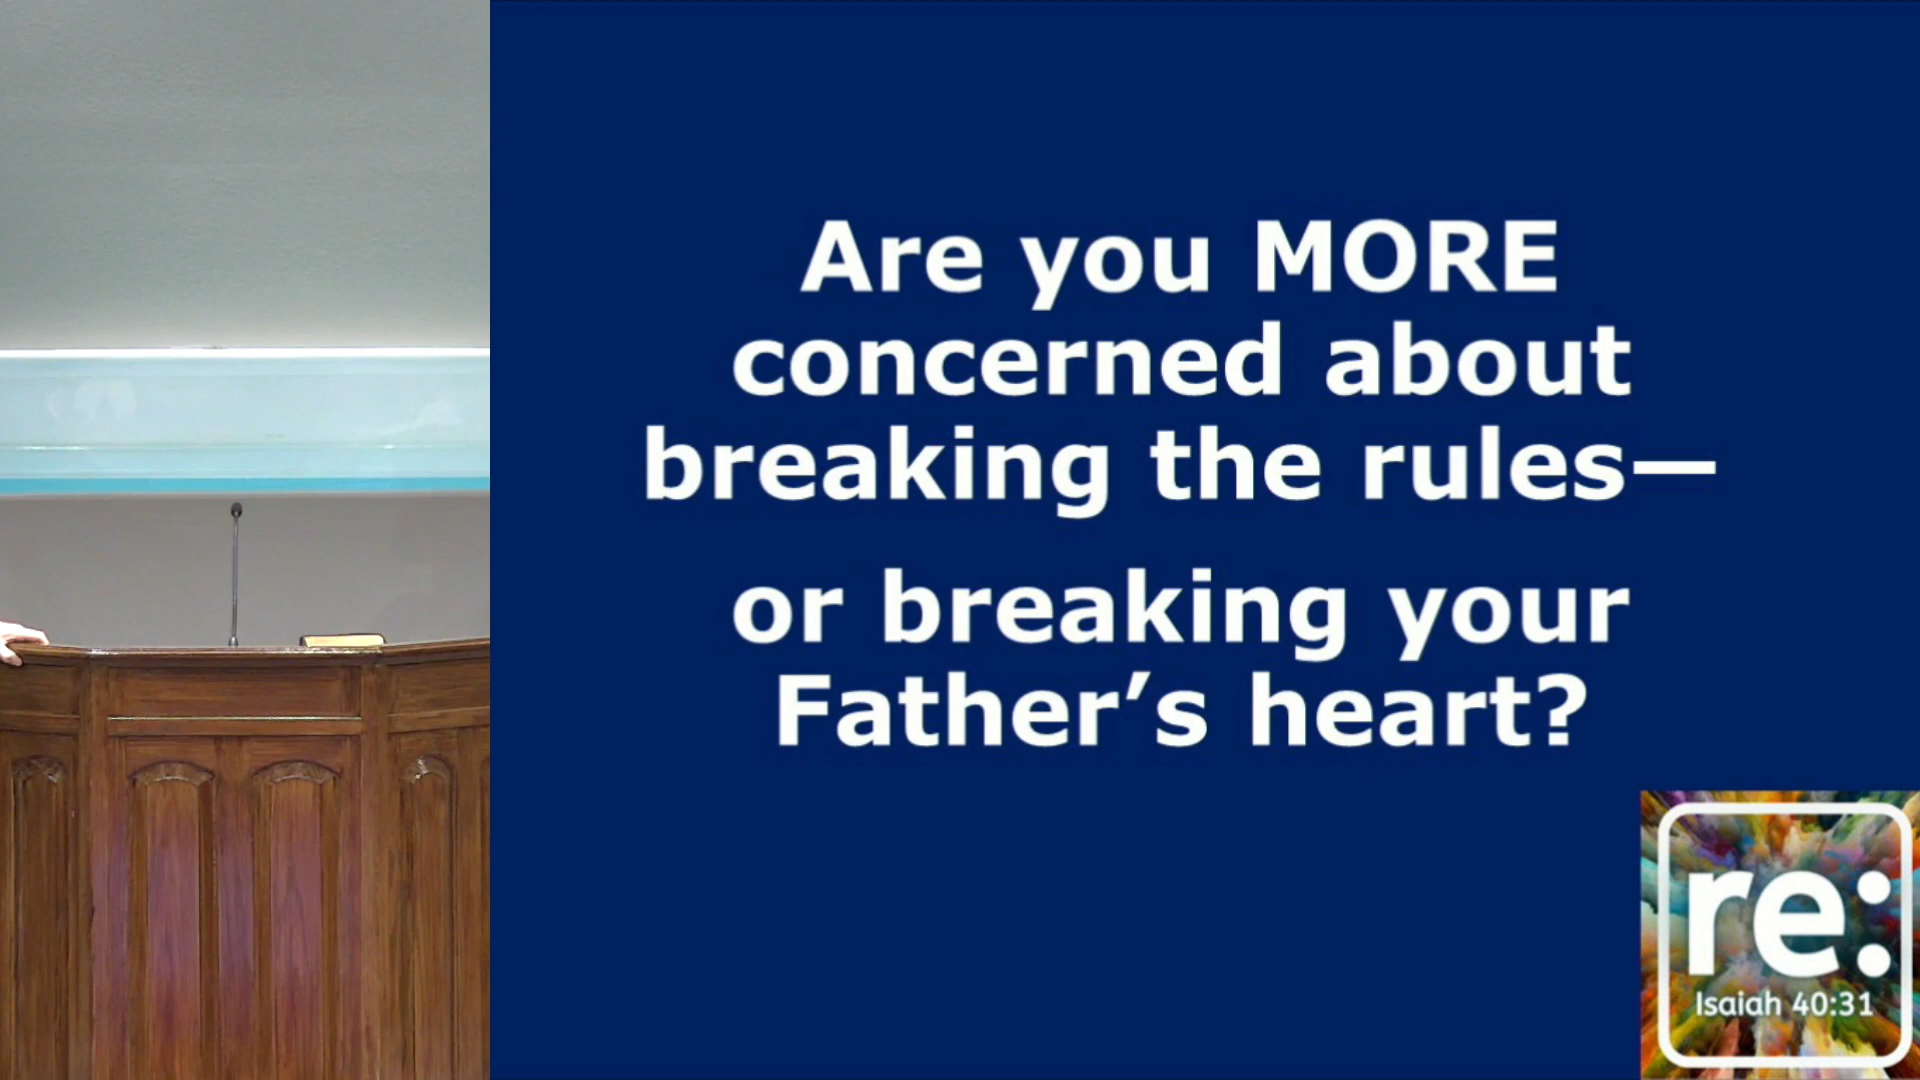 Are you MORE
concerned about
breaking the rules—
or breaking your
Father’s heart?
re:
Isaiah 40:31